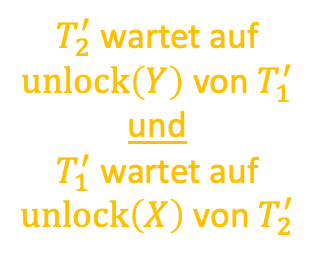 T₂′ wartet auf
unlock(Y) von T₁′
und
T₁′ wartet auf
unlock(X) von T₂′